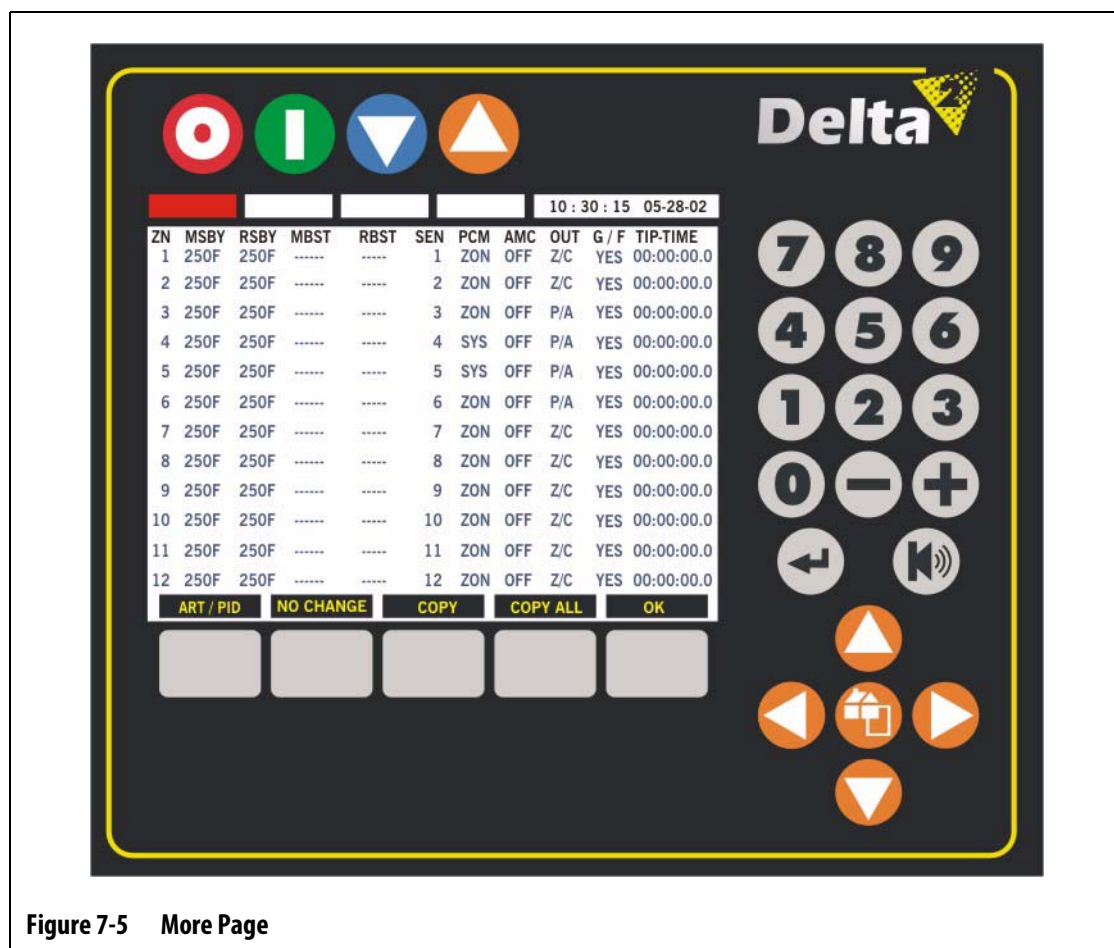 Delta 2
10 : 30 : 15 05-28-02
ZN MSBY RSBY MBST RBST SEN PCM AMC OUT G / F TIP-TIME
1 250F 250F ------ ----- 1 ZON OFF Z/C YES 00:00:00.0
2 250F 250F ------ ----- 2 ZON OFF Z/C YES 00:00:00.0
3 250F 250F ------ ----- 3 ZON OFF P/A YES 00:00:00.0
4 250F 250F ------ ----- 4 SYS OFF P/A YES 00:00:00.0
5 250F 250F ------ ----- 5 SYS OFF P/A YES 00:00:00.0
6 250F 250F ------ ----- 6 ZON OFF P/A YES 00:00:00.0
7 250F 250F ------ ----- 7 ZON OFF Z/C YES 00:00:00.0
8 250F 250F ------ ----- 8 ZON OFF Z/C YES 00:00:00.0
9 250F 250F ------ ----- 9 ZON OFF Z/C YES 00:00:00.0
10 250F 250F ------ ----- 10 ZON OFF Z/C YES 00:00:00.0
11 250F 250F ------ ----- 11 ZON OFF Z/C YES 00:00:00.0
12 250F 250F ------ ----- 12 ZON OFF Z/C YES 00:00:00.0
ART / PID NO CHANGE COPY COPY ALL OK
7 8 9
4 5 6
1 2 3
0 - +
Figure 7-5 More Page